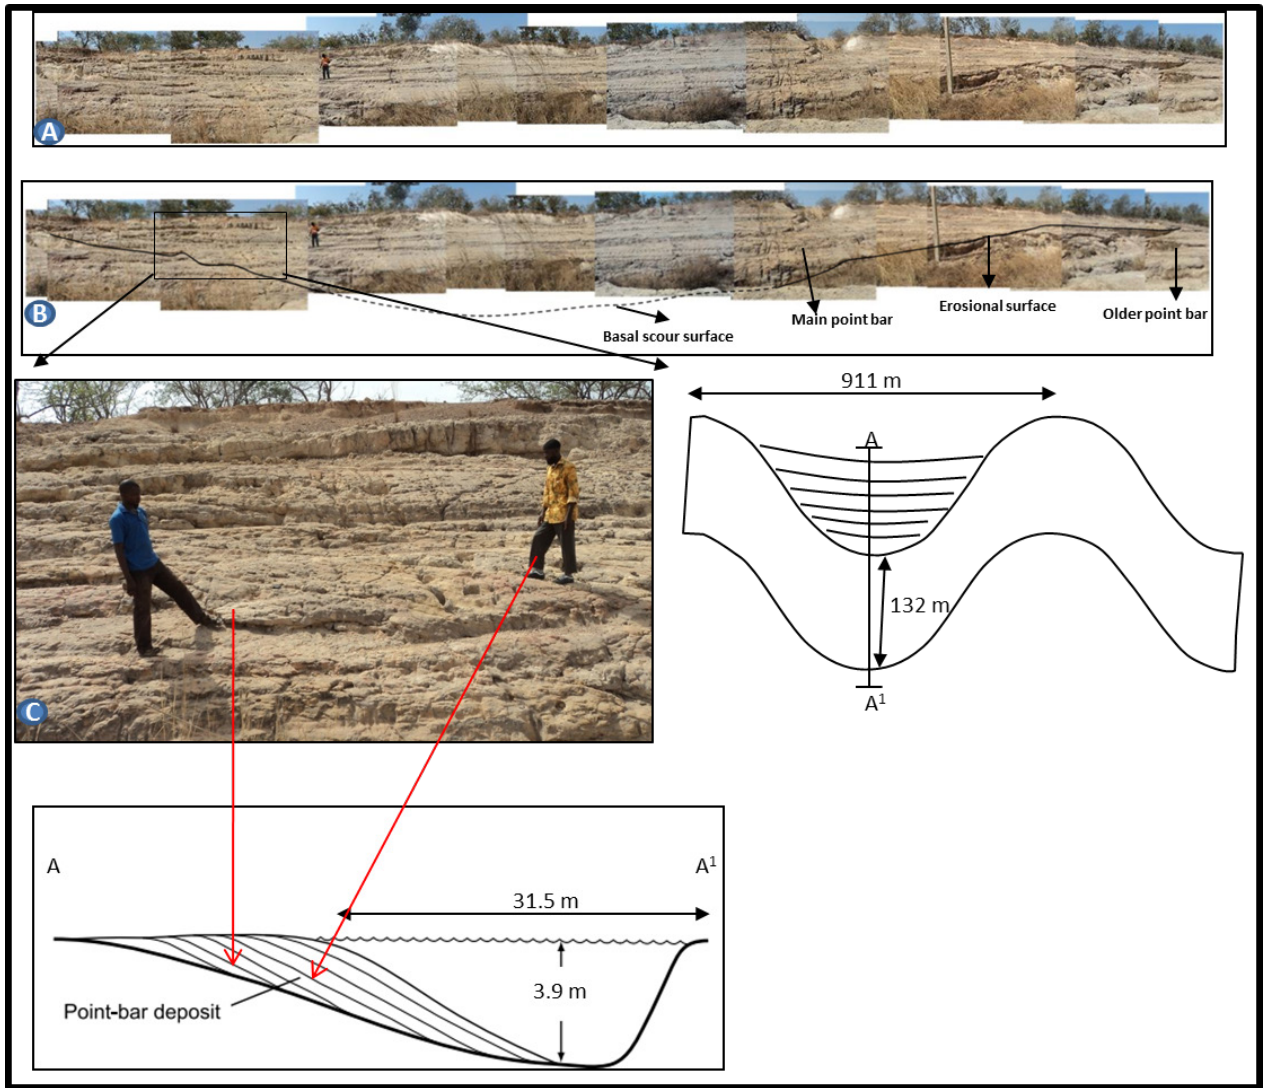 A
B
Basal scour surface
Main point bar
Erosional surface
Older point bar
C
911 m
A
132 m
A¹
A
A¹
31.5 m
3.9 m
Point-bar deposit